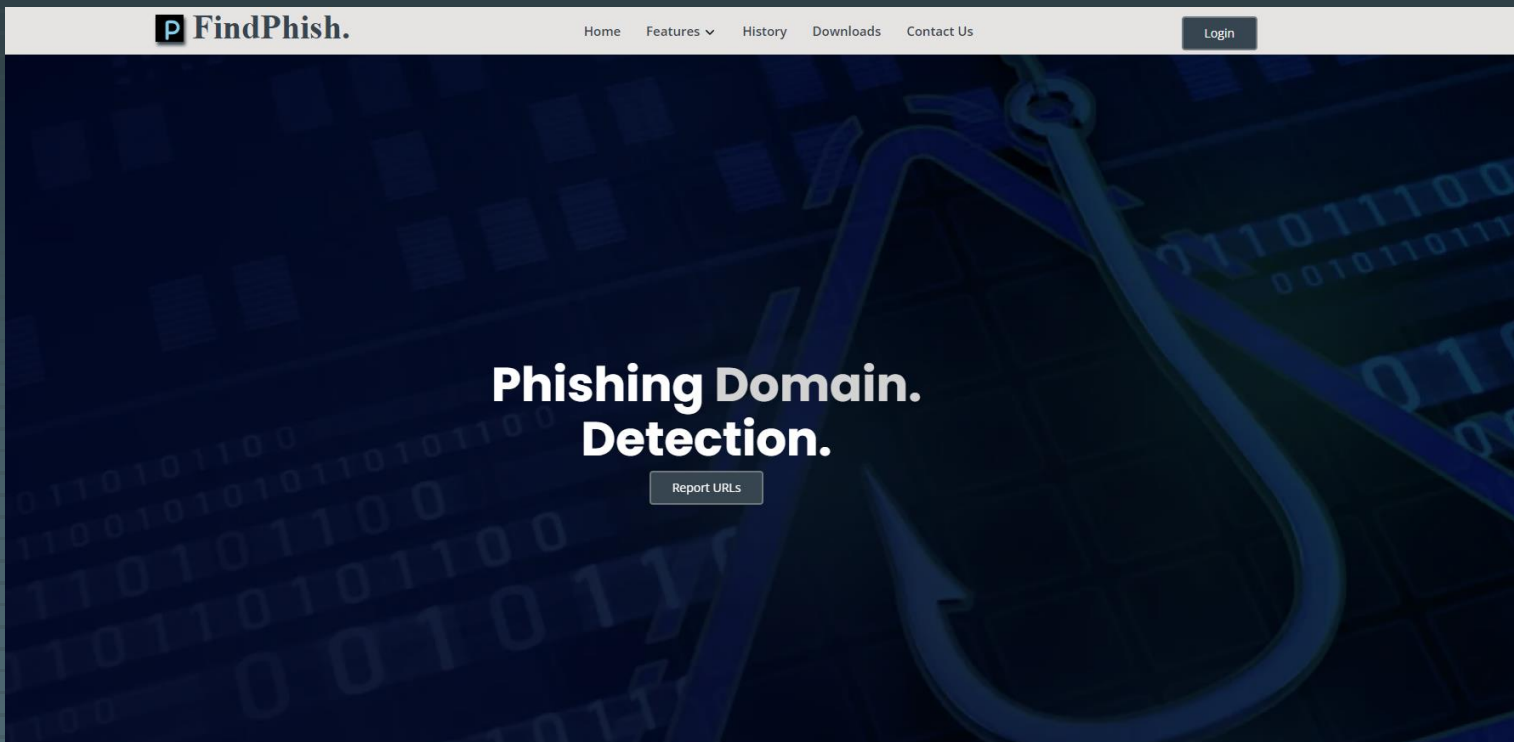 P FindPhish.
Home Features History Downloads Contact Us
Login
Phishing Domain.
Detection.
Report URLs